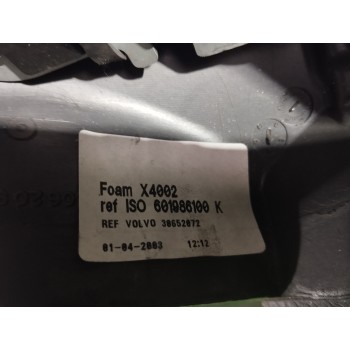 Foam X4002
ref ISO 601986100 K
REF VOLVO 30652872
01-04-2003 12:12